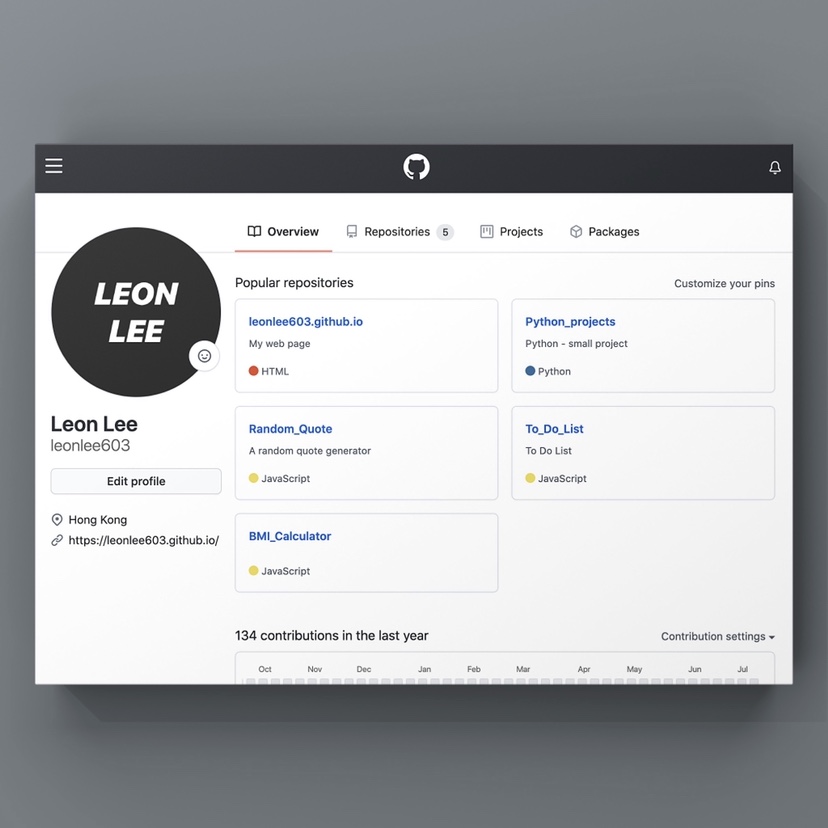 Overview
Repositories 5
Projects
Packages
LEON
LEE
Leon Lee
leonlee603
Edit profile
Hong Kong
https://leonlee603.github.io/
Popular repositories
Customize your pins
leonlee603.github.io
My web page
HTML
Python_projects
Python - small project
Python
Random_Quote
A random quote generator
JavaScript
To_Do_List
To Do List
JavaScript
BMI_Calculator
JavaScript
134 contributions in the last year
Contribution settings
Oct Nov Dec Jan Feb Mar Apr May Jun Jul